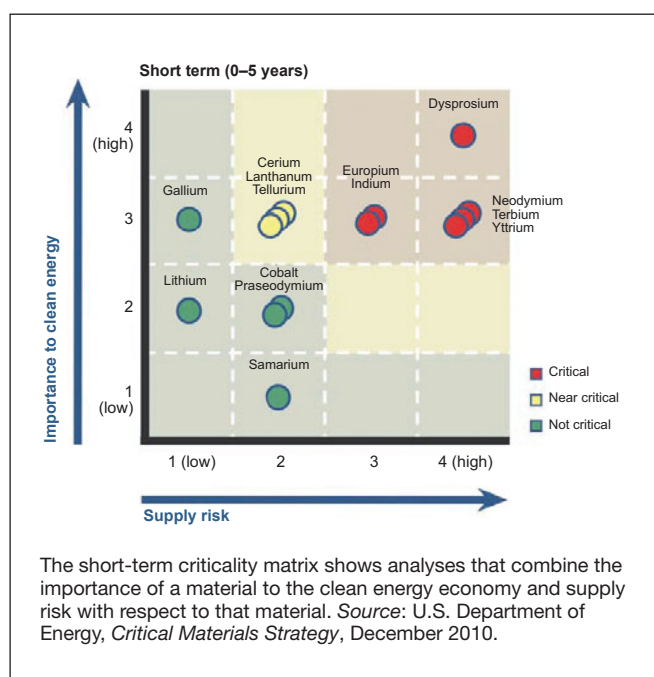 Short term (0–5 years)
Importance to clean energy
4
(high)
3
2
1
(low)
Dysprosium
Cerium
Lanthanum
Tellurium
Europium
Indium
Gallium
Neodymium
Terbium
Yttrium
Lithium
Cobalt
Praseodymium
Samarium
Critical
Near critical
Not critical
1 (low)
2
3
4 (high)
Supply risk
The short-term criticality matrix shows analyses that combine the
importance of a material to the clean energy economy and supply
risk with respect to that material. Source: U.S. Department of
Energy, Critical Materials Strategy, December 2010.